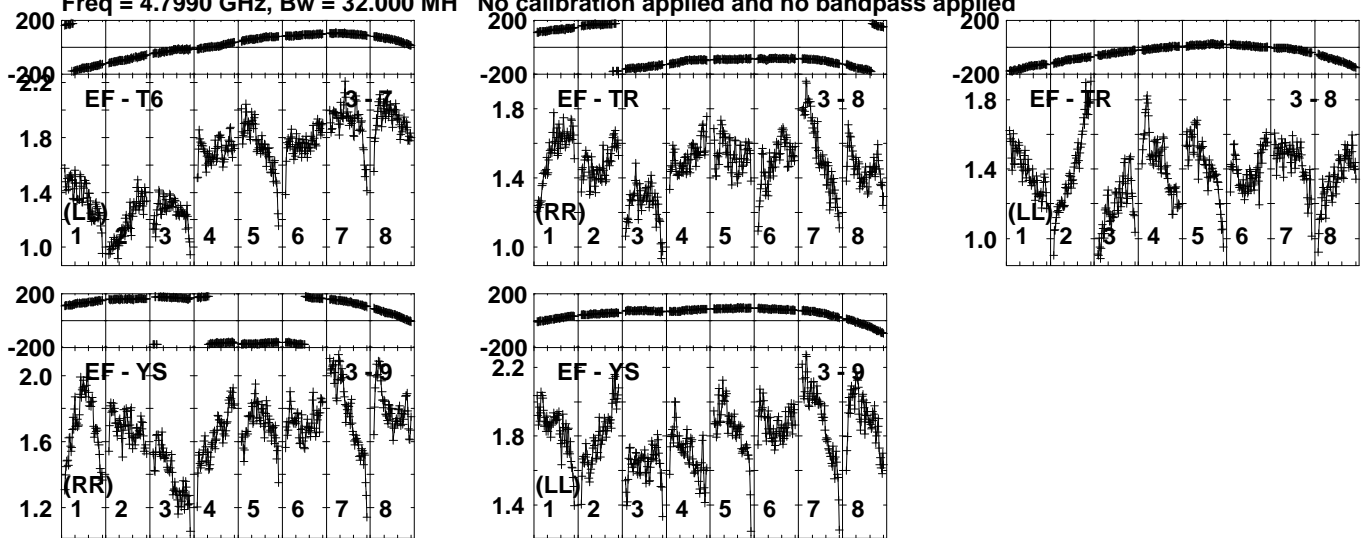 Freq = 4.7990 GHz, Bw = 32.000 MH No calibration applied and no bandpass applied
200
-200
2.2
1.8
1.4
1.0
EF - T6
3 - 7
(LL)
1 2 3 4 5 6 7 8
200
-200
1.8
1.4
1.0
EF - TR
3 - 8
(RR)
1 2 3 4 5 6 7 8
200
-200
1.8
1.4
1.0
EF - TR
3 - 8
(LL)
1 2 3 4 5 6 7 8
200
-200
2.0
1.6
1.2
EF - YS
3 - 9
(RR)
1 2 3 4 5 6 7 8
200
-200
2.2
1.8
1.4
EF - YS
3 - 9
(LL)
1 2 3 4 5 6 7 8